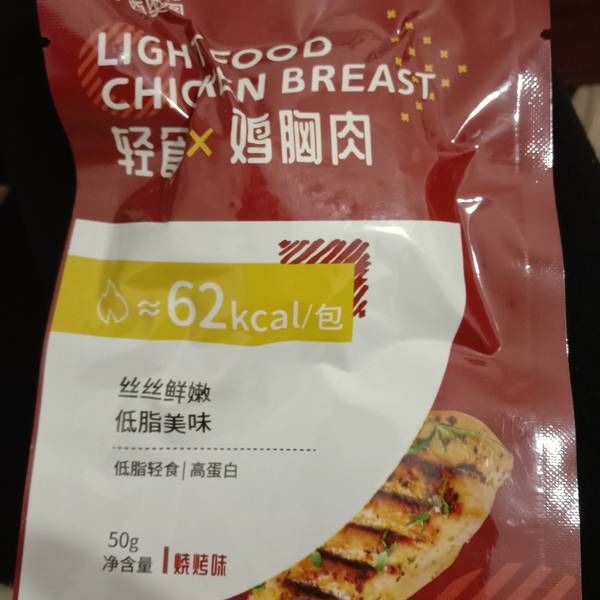 LIGHT FOOD
CHICKEN BREAST
轻食×鸡胸肉
≈62kcal/包
丝丝鲜嫩
低脂美味
低脂轻食|高蛋白
50g
净含量
烧烤味